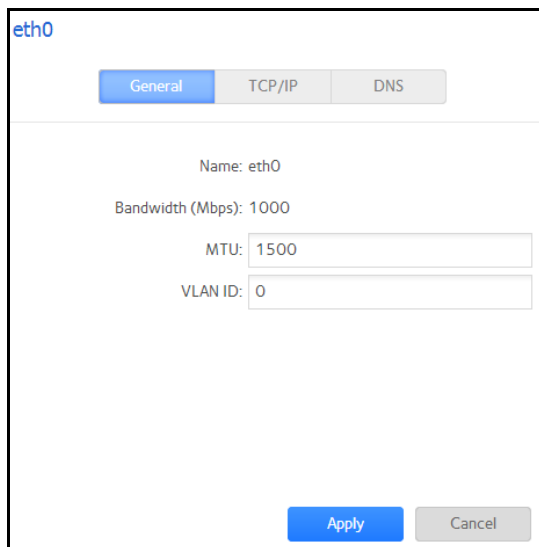 eth0
General TCP/IP DNS
Name: eth0
Bandwidth (Mbps): 1000
MTU: 1500
VLAN ID: 0
Apply Cancel